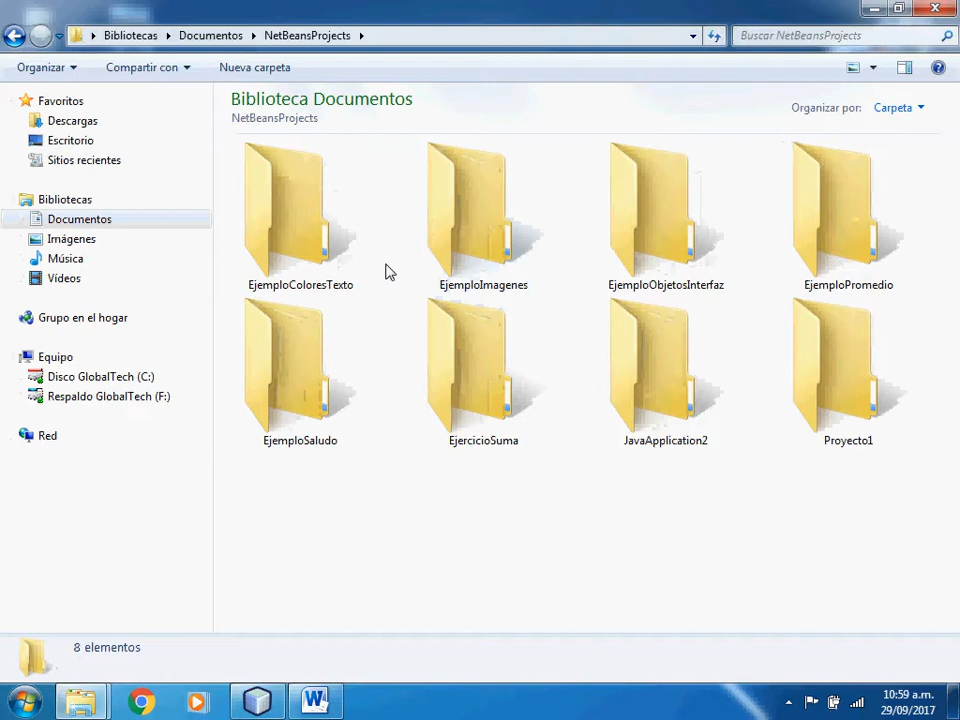 Bibliotecas Documentos NetBeansProjects
Buscar NetBeansProjects
Organizar Compartir con Nueva carpeta
Favoritos
Descargas
Escritorio
Sitios recientes
Bibliotecas
Documentos
Imágenes
Música
Vídeos
Grupo en el hogar
Equipo
Disco GlobalTech (C:)
Respaldo GlobalTech (F:)
Red
Biblioteca Documentos
NetBeansProjects
Organizar por: Carpeta
EjemploColoresTexto EjemploImagenes EjemploObjetosInterfaz EjemploPromedio
EjemploSaludo EjercicioSuma JavaApplication2 Proyecto1
8 elementos
10:59 a.m.
29/09/2017